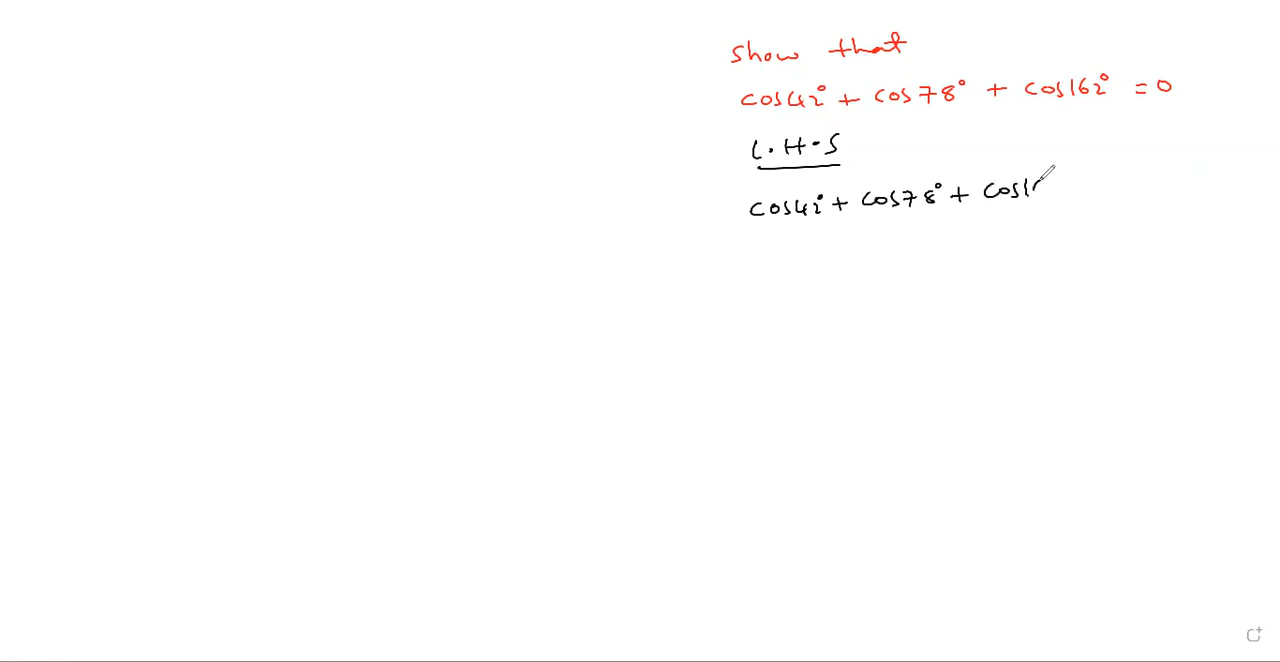 show that
cos42° + cos78° + cos162° = 0
L.H.S
cos42° + cos78° + cos1